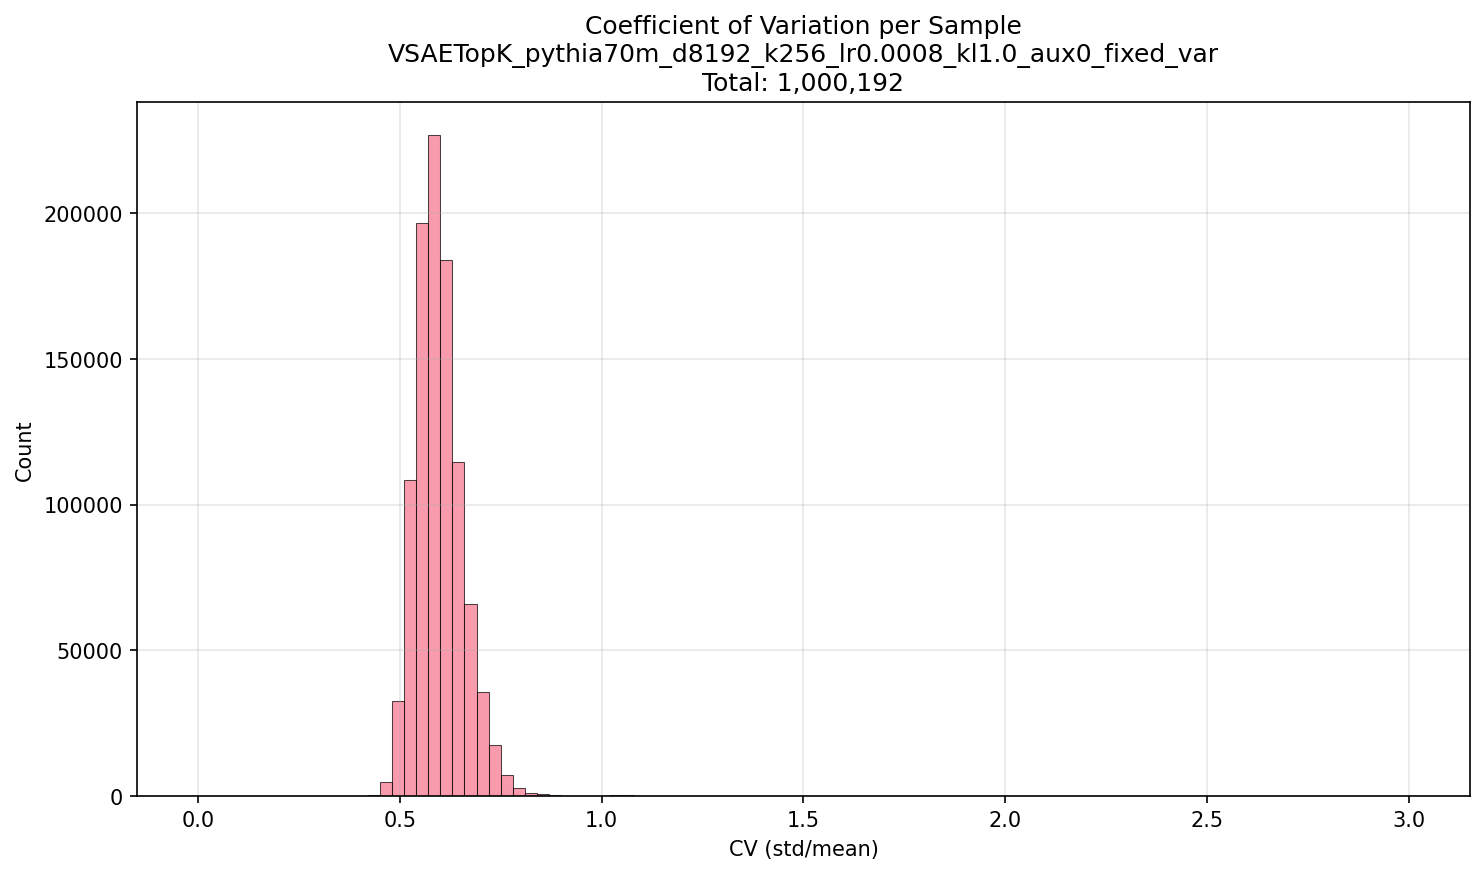 Coefficient of Variation per Sample
VSAETopK_pythia70m_d8192_k256_lr0.0008_kl1.0_aux0_fixed_var
Total: 1,000,192
200000
150000
100000
50000
0
Count
0.0 0.5 1.0 1.5 2.0 2.5 3.0
CV (std/mean)